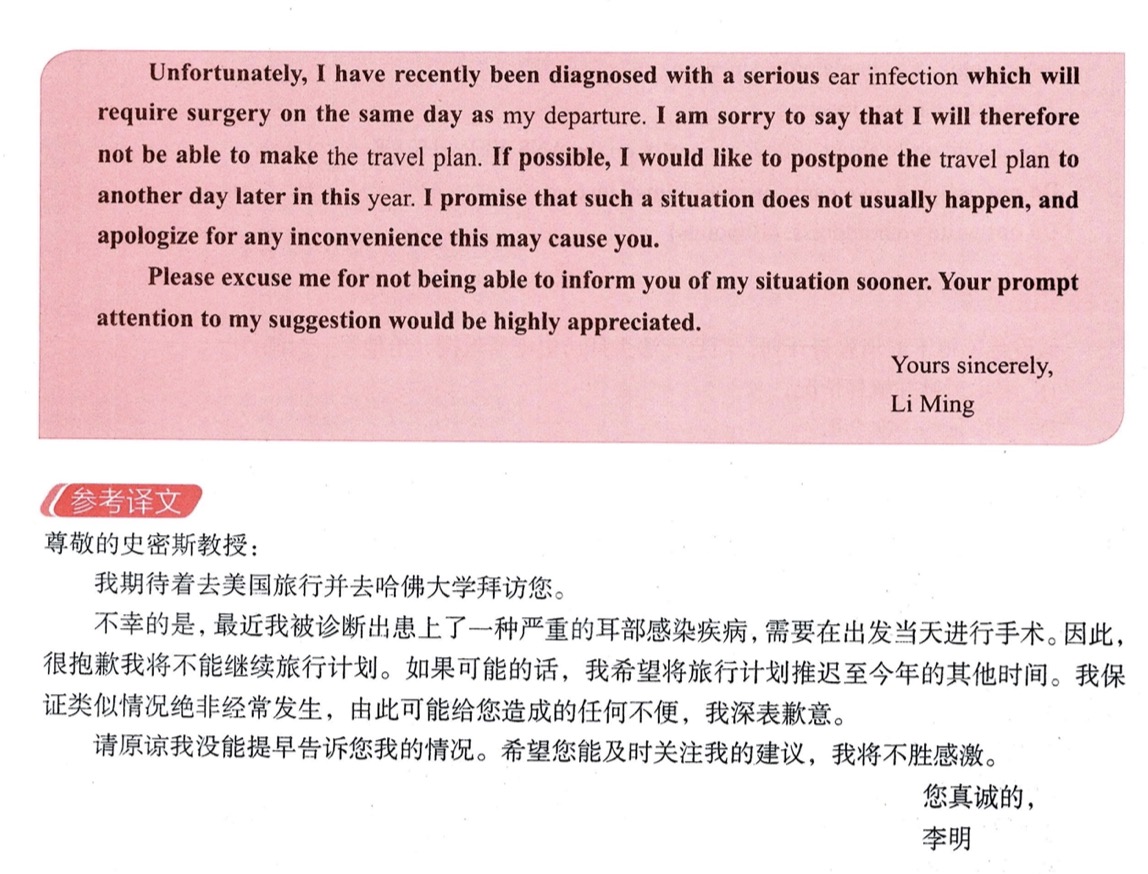 Unfortunately, I have recently been diagnosed with a serious ear infection which will
require surgery on the same day as my departure. I am sorry to say that I will therefore
not be able to make the travel plan. If possible, I would like to postpone the travel plan to
another day later in this year. I promise that such a situation does not usually happen, and
apologize for any inconvenience this may cause you.
Please excuse me for not being able to inform you of my situation sooner. Your prompt
attention to my suggestion would be highly appreciated.
Yours sincerely,
Li Ming
参考译文
尊敬的史密斯教授：
我期待着去美国旅行并去哈佛大学拜访您。
不幸的是，最近我被诊断出患上了一种严重的耳部感染疾病，需要在出发当天进行手术。因此，
很抱歉我将不能继续旅行计划。如果可能的话，我希望将旅行计划推迟至今年的其他时间。我保
证类似情况绝非经常发生，由此可能给您造成的任何不便，我深表歉意。
请原谅我没能提早告诉您我的情况。希望您能及时关注我的建议，我将不胜感激。
您真诚的，
李明